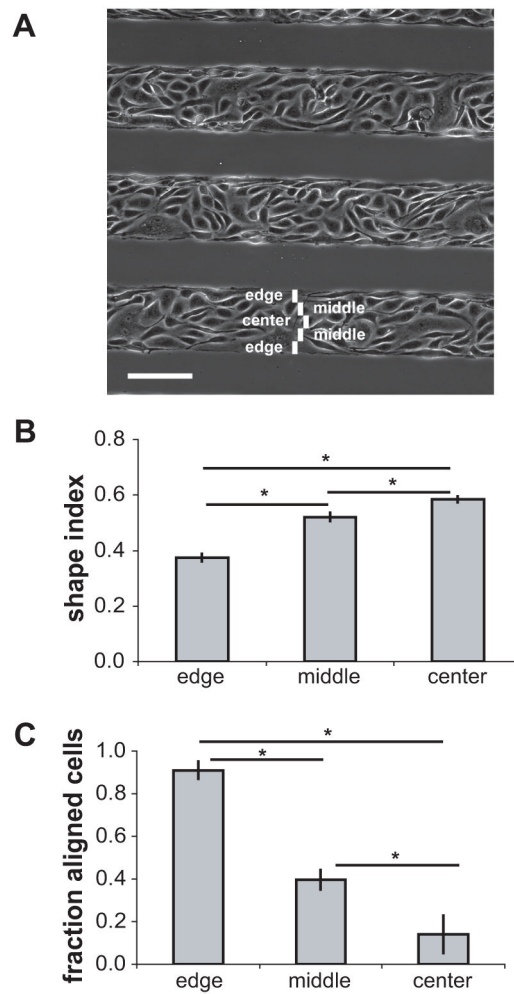 A
edge
middle
center
middle
edge
B
shape index
0.8
0.6
0.4
0.2
0.0
*
*
*
edge middle center
C
fraction aligned cells
1.0
0.8
0.6
0.4
0.2
0.0
*
*
*
edge middle center